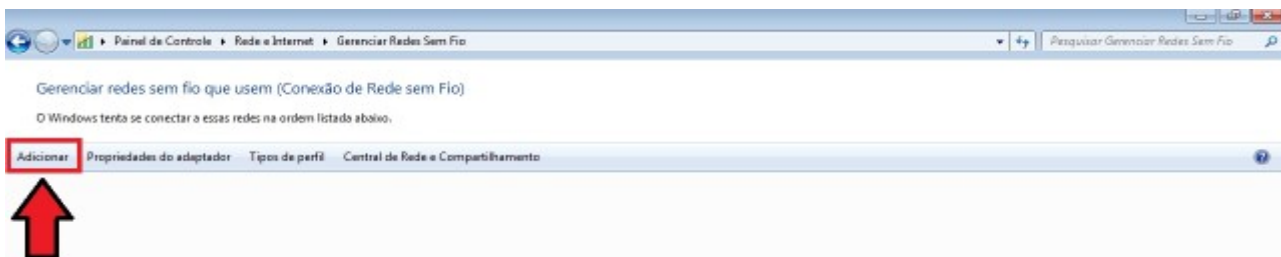 Painel de Controle ▸ Rede e Internet ▸ Gerenciar Redes Sem Fio Pesquisar Gerenciar Redes Sem Fio
Gerenciar redes sem fio que usem (Conexão de Rede sem Fio)
O Windows tenta se conectar a essas redes na ordem listada abaixo.
Adicionar Propriedades do adaptador Tipos de perfil Central de Rede e Compartilhamento